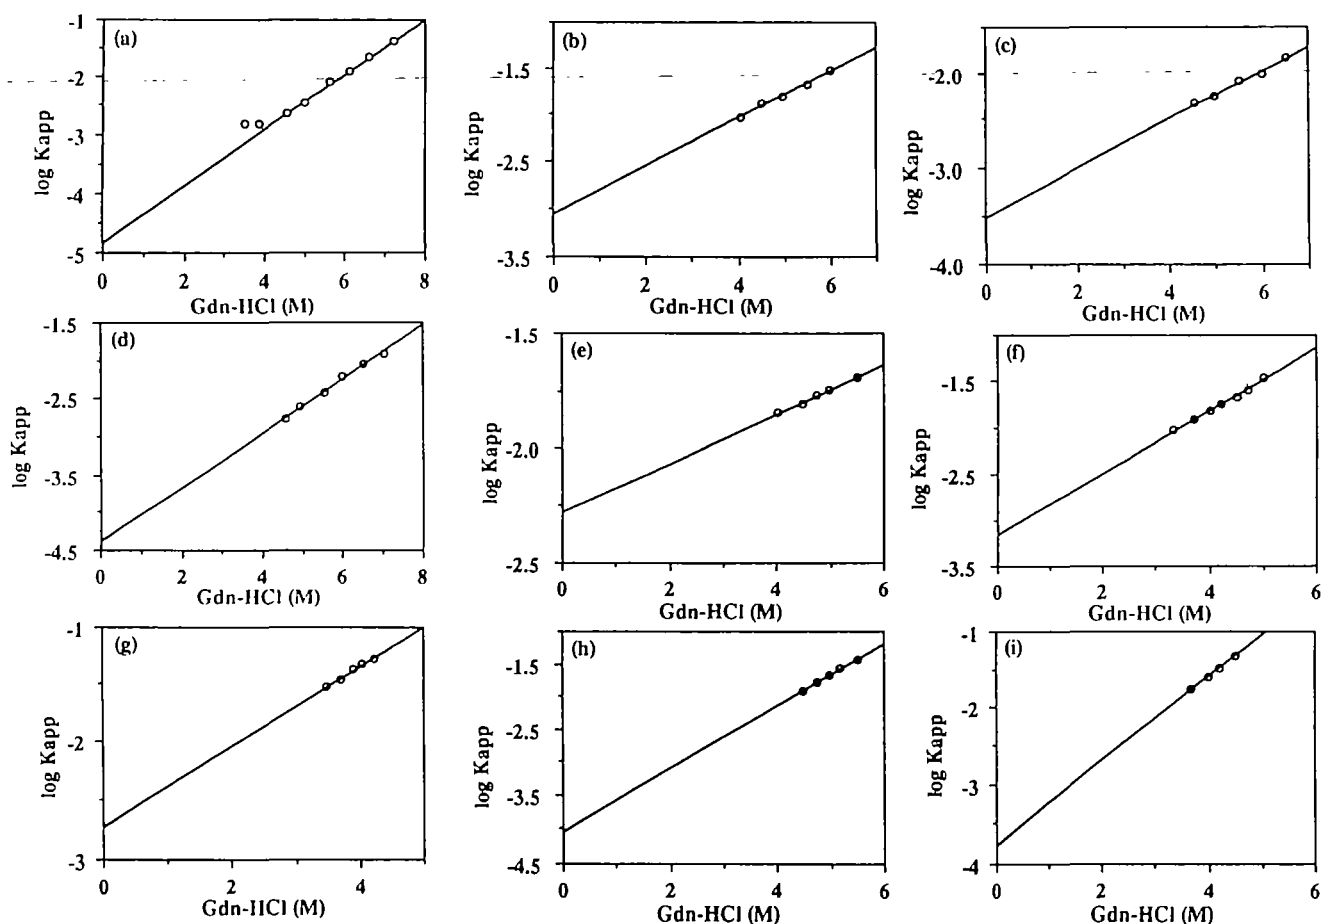 (a)
-1
-2
-3
-4
-5
log Kapp
0 2 4 6 8
Gdn-HCl (M)
(b)
-1.5
-2.5
-3.5
log Kapp
0 2 4 6
Gdn-HCl (M)
(c)
-2.0
-3.0
-4.0
log Kapp
0 2 4 6
Gdn-HCl (M)
(d)
-1.5
-2.5
-3.5
-4.5
log Kapp
0 2 4 6 8
Gdn-HCl (M)
(e)
-1.5
-2.0
-2.5
log Kapp
0 2 4 6
Gdn-HCl (M)
(f)
-1.5
-2.5
-3.5
log Kapp
0 2 4 6
Gdn-HCl (M)
(g)
-1
-2
-3
log Kapp
0 2 4
Gdn-HCl (M)
(h)
-1.5
-2.5
-3.5
-4.5
log Kapp
0 2 4 6
Gdn-HCl (M)
(i)
-1
-2
-3
-4
log Kapp
0 2 4 6
Gdn-HCl (M)